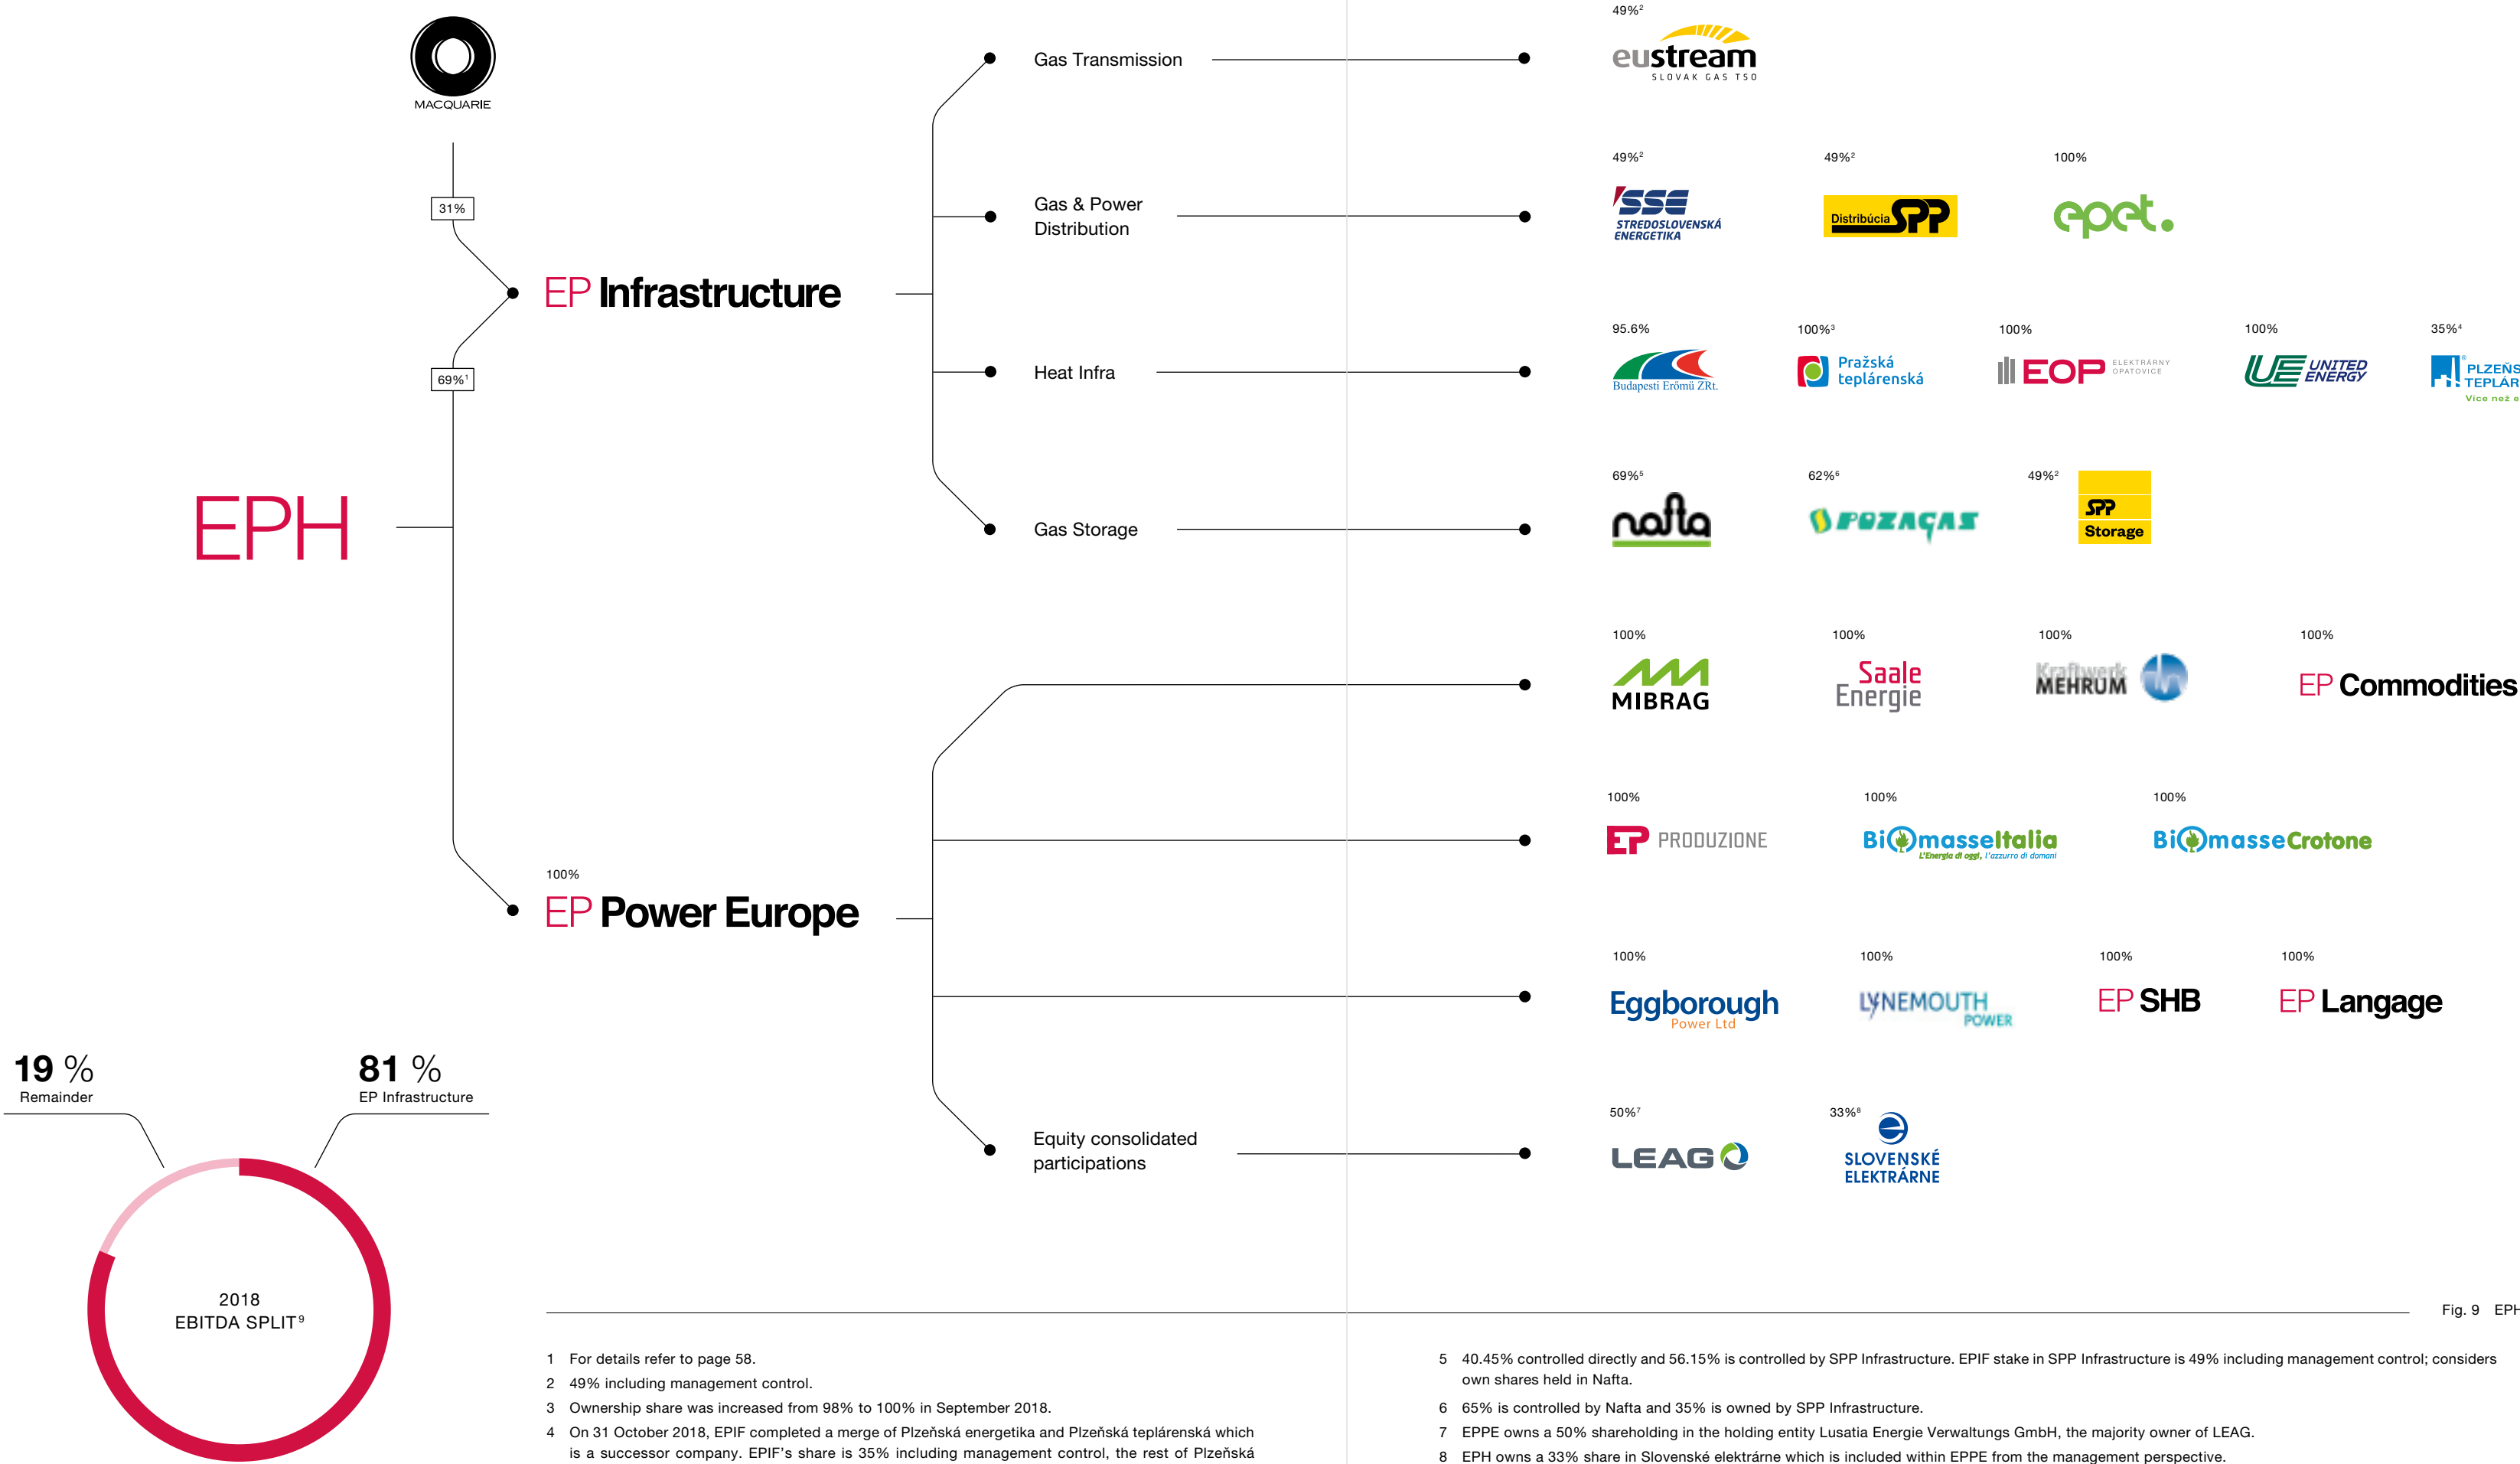 MACQUARIE
31%
69%1
EPH
EP Infrastructure
Gas Transmission
49%2
eustream
SLOVAK GAS TSO
Gas & Power
Distribution
49%2
SSE
STREDOSLOVENSKÁ
ENERGETIKA
49%2
Distribúcia SPP
100%
epet.
Heat Infra
95.6%
Budapesti Erőmű ZRt.
100%3
Pražská
teplárenská
100%
EOP ELEKTRÁRNY
OPATOVICE
100%
UE UNITED
ENERGY
35%4
PLZEŇS
TEPLÁR
Více než e
Gas Storage
69%5
nafta
62%6
POZAGAS
49%2
SPP
Storage
100%
EP Power Europe
100%
MIBRAG
100%
Saale
Energie
100%
Kraftwerk
MEHRUM
100%
EP Commodities
100%
EP PRODUZIONE
100%
BiOmasseItalia
L'Energia di oggi, l'azzurro di domani
100%
BiOmasseCrotone
100%
Eggborough
Power Ltd
100%
LYNEMOUTH
POWER
100%
EP SHB
100%
EP Langage
Equity consolidated
participations
50%7
LEAG
33%8
SLOVENSKÉ
ELEKTRÁRNE
19 %
Remainder
81 %
EP Infrastructure
2018
EBITDA SPLIT9
Fig. 9 EPH
1 For details refer to page 58.
2 49% including management control.
3 Ownership share was increased from 98% to 100% in September 2018.
4 On 31 October 2018, EPIF completed a merge of Plzeňská energetika and Plzeňská teplárenská which
is a successor company. EPIF's share is 35% including management control, the rest of Plzeňská
5 40.45% controlled directly and 56.15% is controlled by SPP Infrastructure. EPIF stake in SPP Infrastructure is 49% including management control; considers
own shares held in Nafta.
6 65% is controlled by Nafta and 35% is owned by SPP Infrastructure.
7 EPPE owns a 50% shareholding in the holding entity Lusatia Energie Verwaltungs GmbH, the majority owner of LEAG.
8 EPH owns a 33% share in Slovenské elektrárne which is included within EPPE from the management perspective.